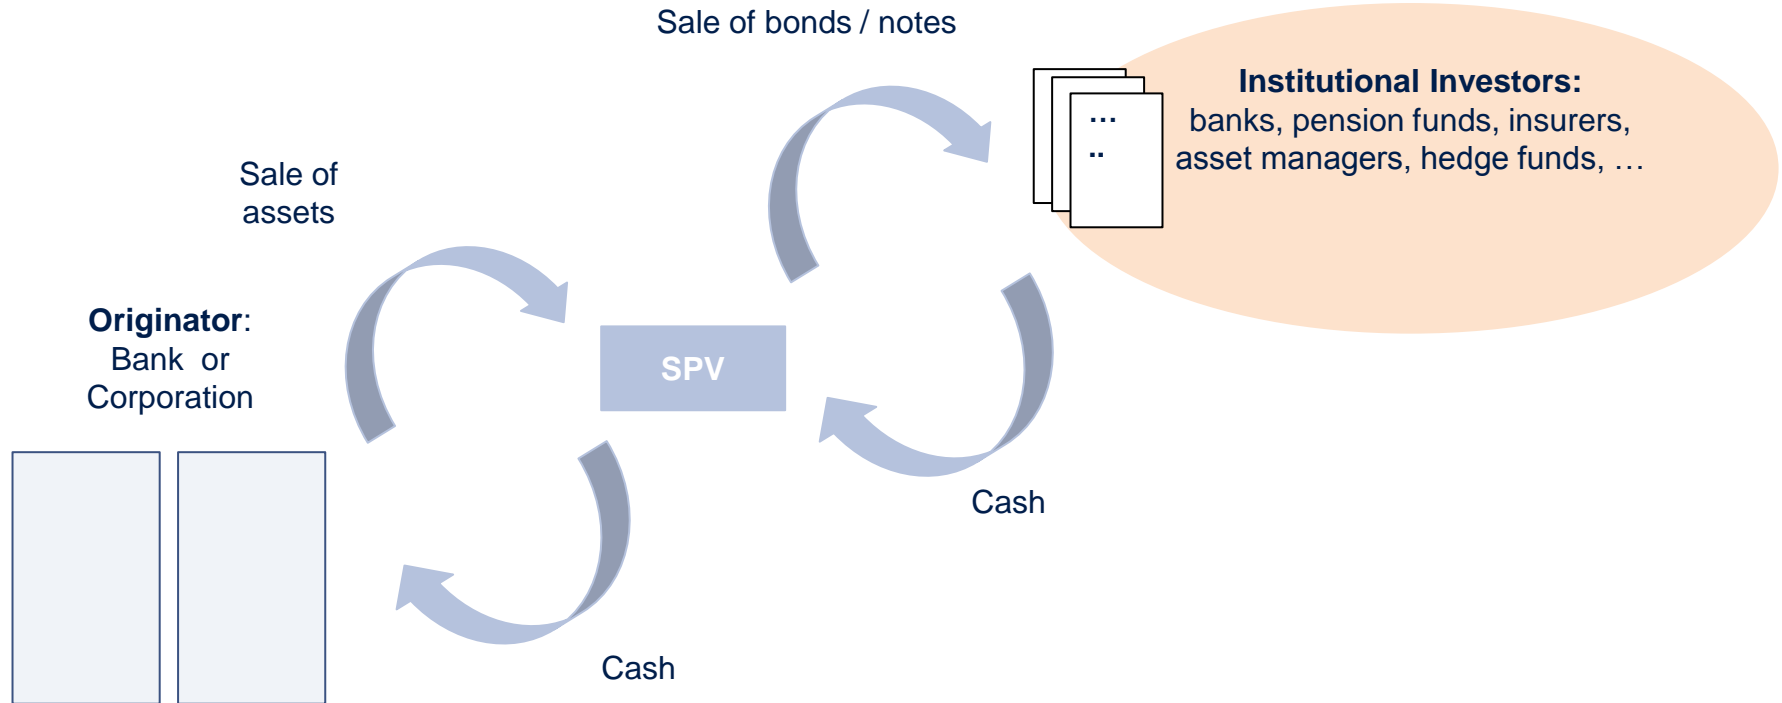 Sale of bonds / notes
Institutional Investors:
banks, pension funds, insurers,
asset managers, hedge funds, …
…
..
Sale of
assets
Originator:
Bank or
Corporation
SPV
Cash
Cash